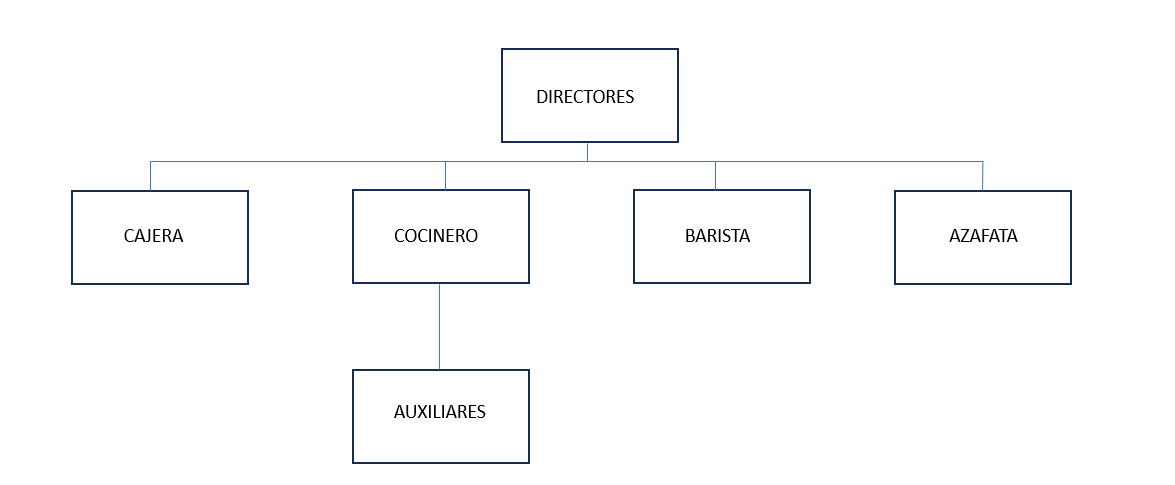 DIRECTORES
CAJERA
COCINERO
BARISTA
AZAFATA
AUXILIARES